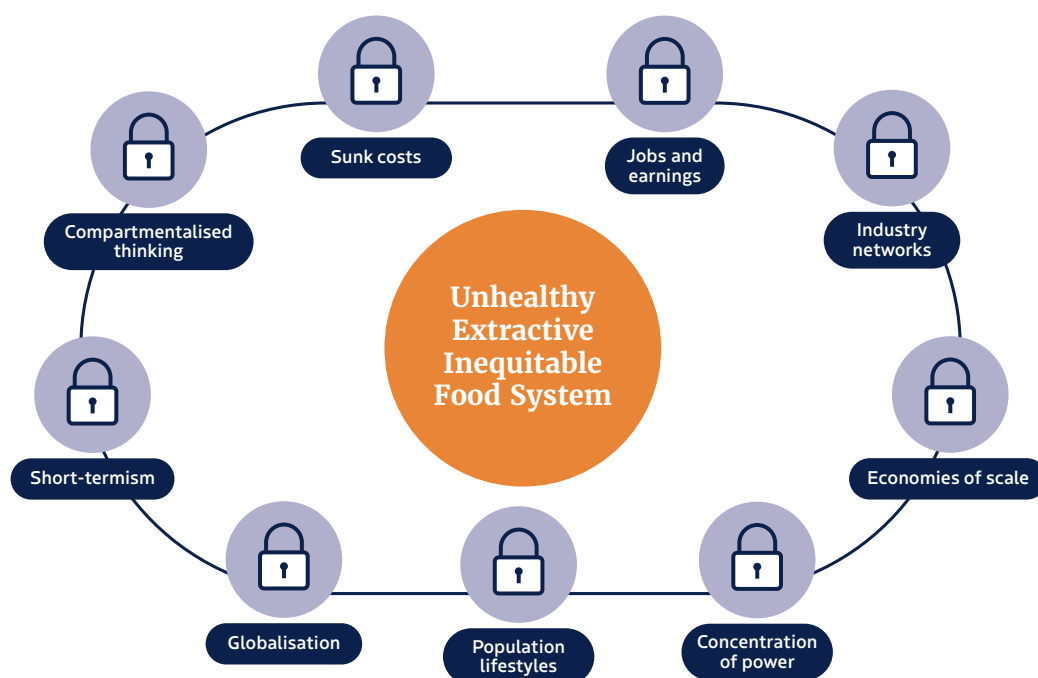 Sunk costs
Jobs and
earnings
Compartmentalised
thinking
Industry
networks
Unhealthy
Extractive
Inequitable
Food System
Short-termism
Economies of scale
Globalisation
Population
lifestyles
Concentration
of power